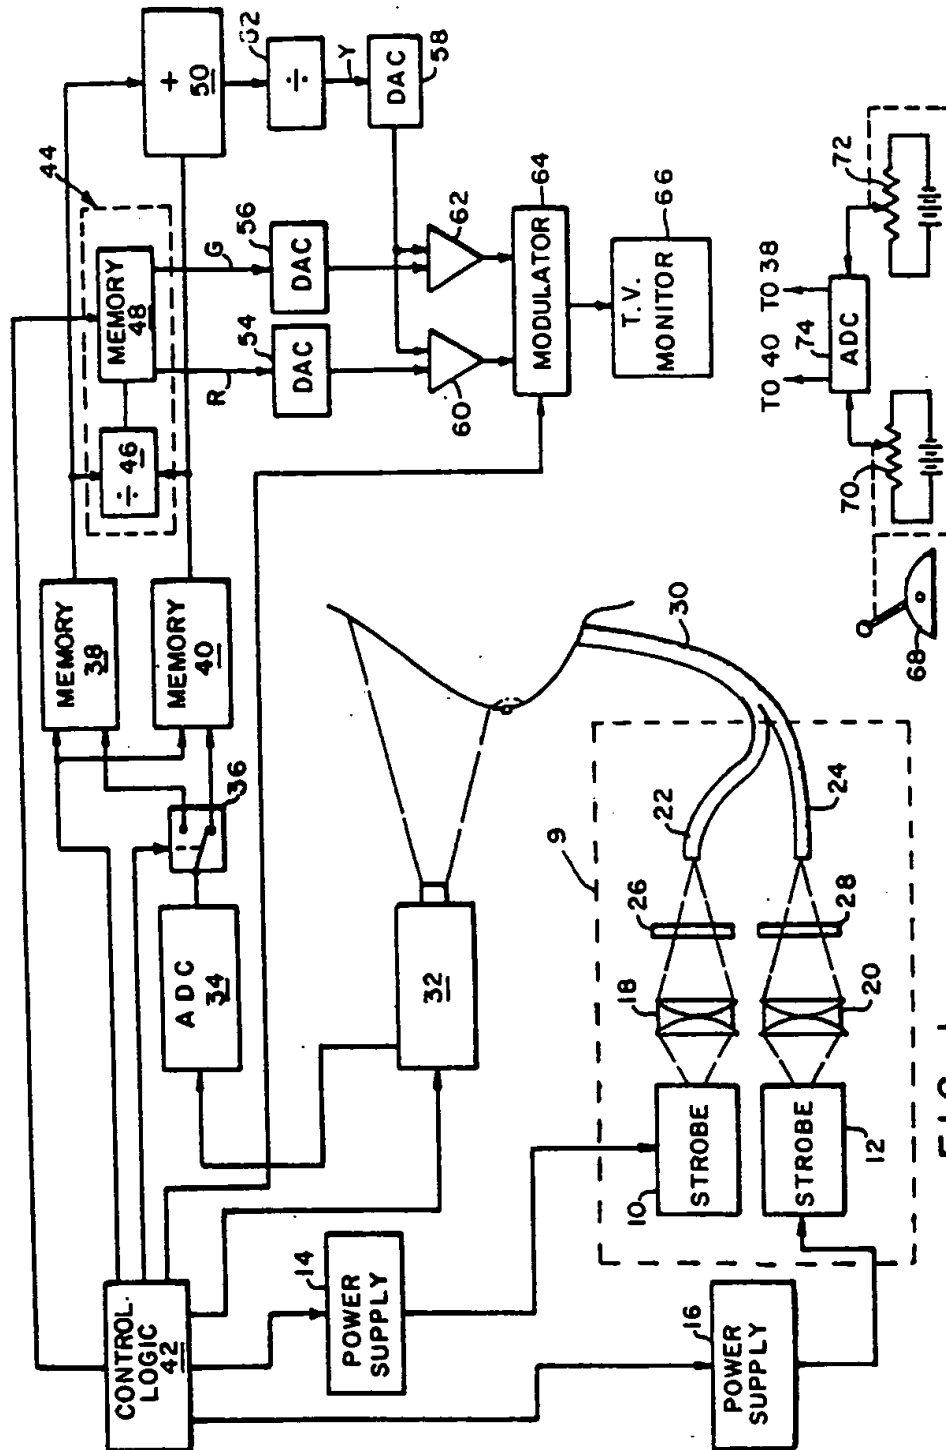 CONTROL.
LOGIC
42
MEMORY
38
MEMORY
40
44
÷ 46
MEMORY
48
+
50
÷
Y
DAC
58
G
56
DAC
R
54
DAC
ADC
34
36
62
60
MODULATOR
64
T.V.
MONITOR
66
32
30
14
POWER
SUPPLY
16
POWER
SUPPLY
9
10
STROBE
STROBE
12
18
20
26
28
22
24
68
70
72
74
ADC
TO 40
TO 38